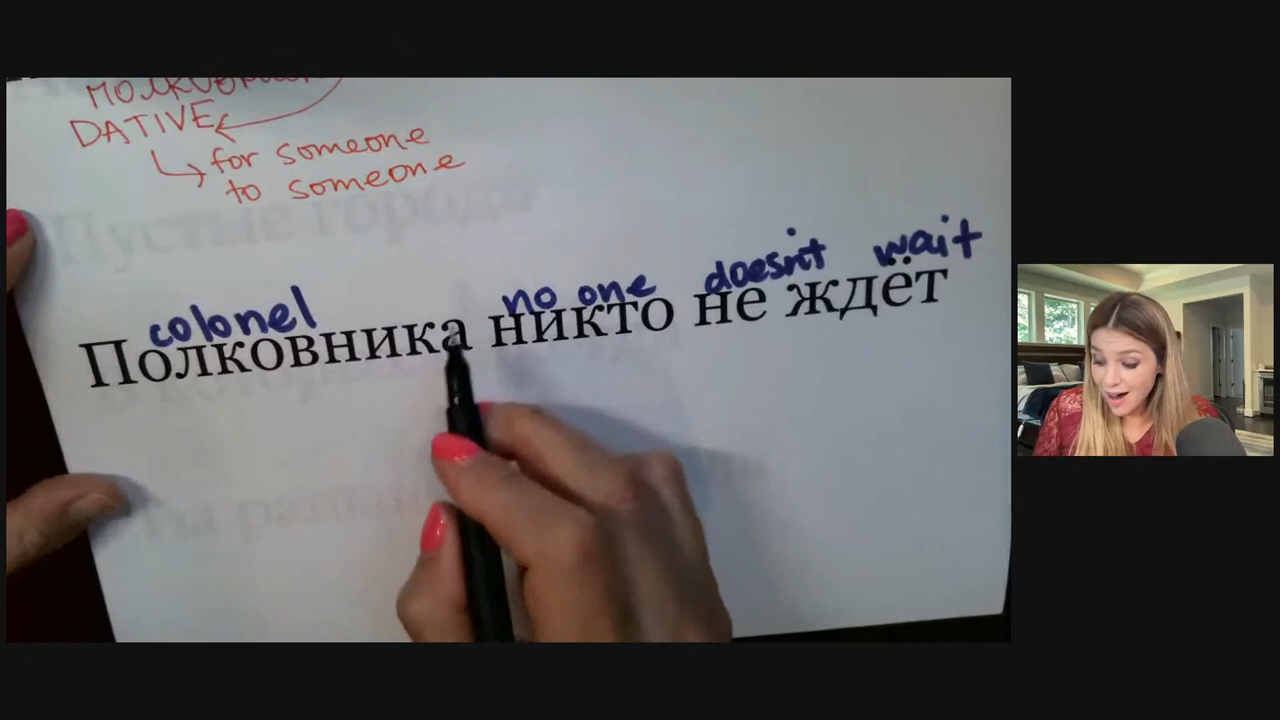 DATIVE
for someone
to someone
colonel no one doesn't wait
Полковника никто не ждёт